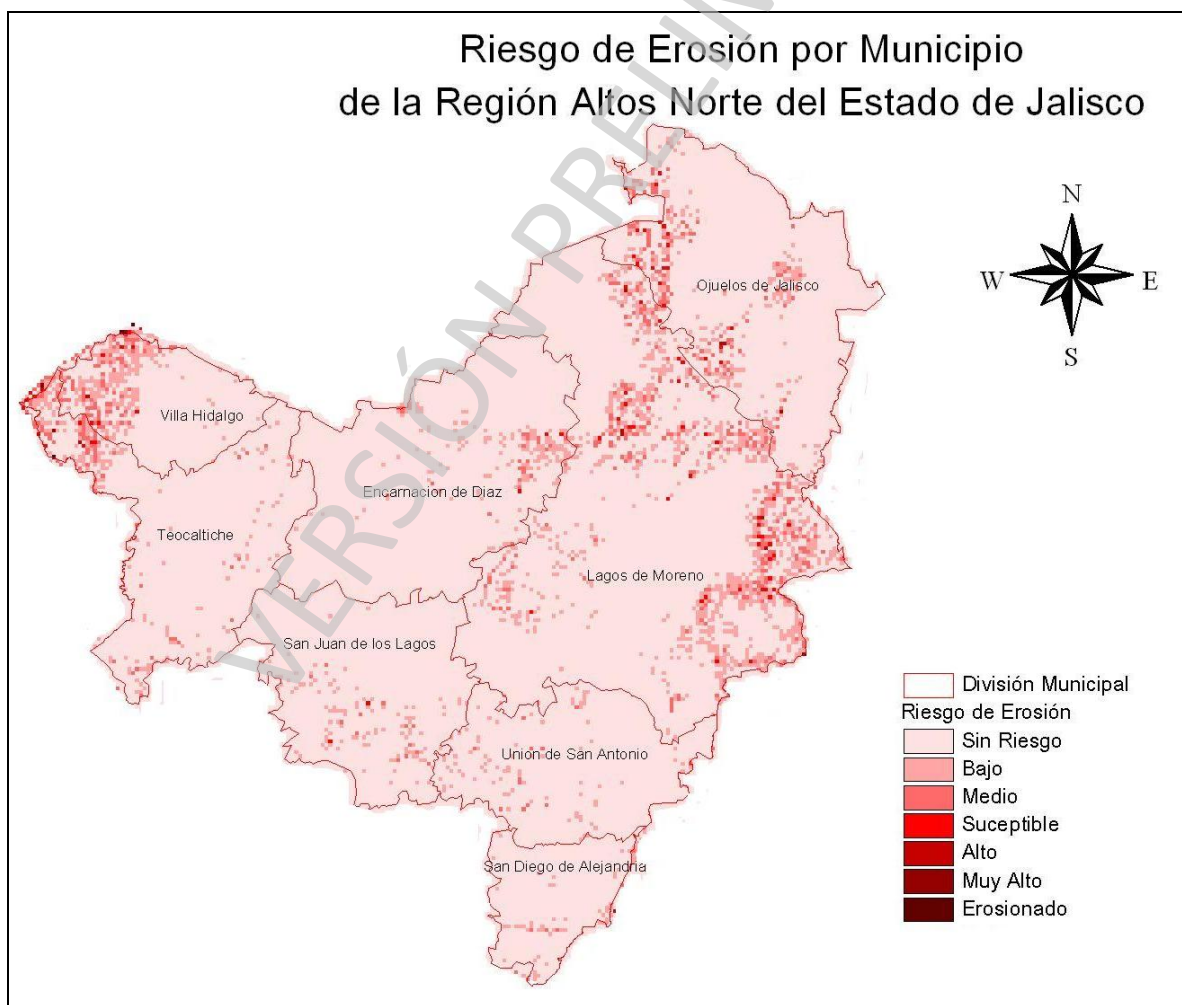 Riesgo de Erosión por Municipio
de la Región Altos Norte del Estado de Jalisco
N
W
E
S
Ojuelos de Jalisco
Villa Hidalgo
Encarnacion de Diaz
Teocaltiche
Lagos de Moreno
San Juan de los Lagos
Union de San Antonio
San Diego de Alejandria
División Municipal
Riesgo de Erosión
Sin Riesgo
Bajo
Medio
Suceptible
Alto
Muy Alto
Erosionado
VERSIÓN PRELIN